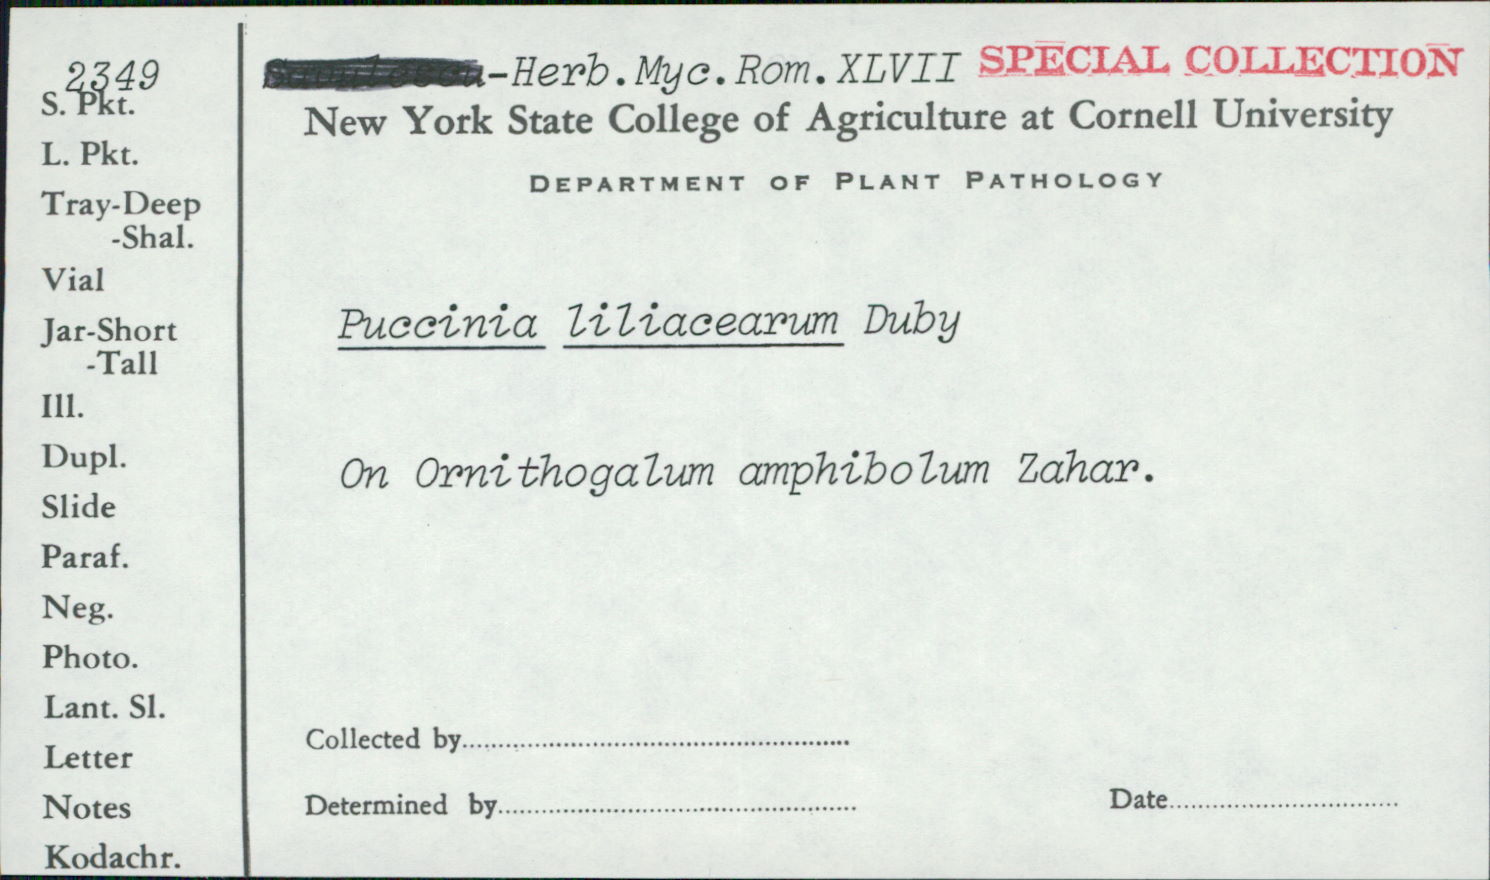 2349
S. Pkt.
L. Pkt.
Tray-Deep
-Shal.
Vial
Jar-Short
-Tall
Ill.
Dupl.
Slide
Paraf.
Neg.
Photo.
Lant. Sl.
Letter
Notes
Kodachr.
-Herb.Myc.Rom.XLVII SPECIAL COLLECTION
New York State College of Agriculture at Cornell University
DEPARTMENT OF PLANT PATHOLOGY
Puccinia liliacearum Duby
On Ornithogalum amphibolum Zahar.
Collected by
Determined by
Date